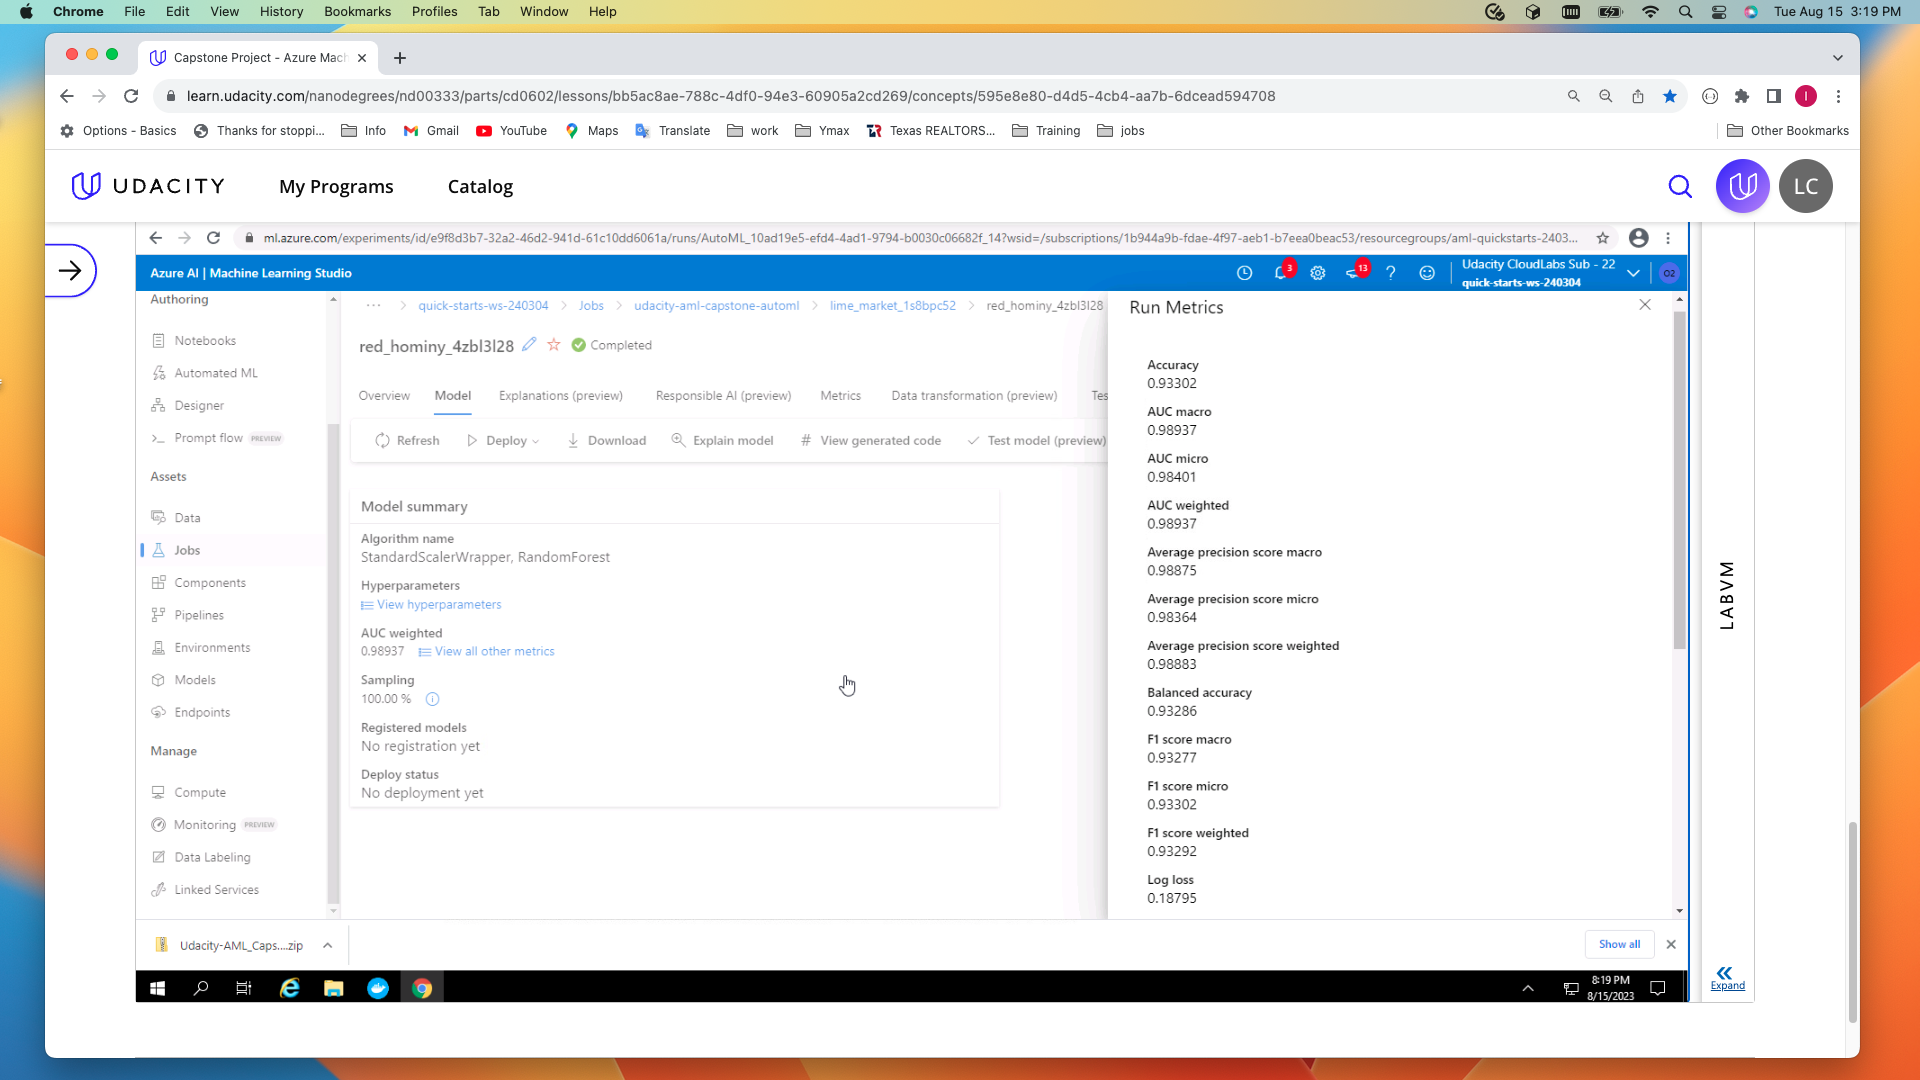 Chrome File Edit View History Bookmarks Profiles Tab Window Help
Tue Aug 15 3:19 PM
Capstone Project - Azure Mach
learn.udacity.com/nanodegrees/nd00333/parts/cd0602/lessons/bb5ac8ae-788c-4df0-94e3-60905a2cd269/concepts/595e8e80-d4d5-4cb4-aa7b-6dcead594708
Options - Basics Thanks for stoppi... Info Gmail YouTube Maps Translate work Ymax Texas REALTORS... Training jobs Other Bookmarks
UDACITY My Programs Catalog LC
ml.azure.com/experiments/id/e9f8d3b7-32a2-46d2-941d-61c10dd6061a/runs/AutoML_10ad19e5-efd4-4ad1-9794-b0030c06682f_14?wsid=/subscriptions/1b944a9b-fdae-4f97-aeb1-b7eea0beac53/resourcegroups/aml-quickstarts-2403...
Azure AI | Machine Learning Studio
3
13
?
Udacity CloudLabs Sub - 22
quick-starts-ws-240304
O2
Authoring
Notebooks
Automated ML
Designer
Prompt flow PREVIEW
Assets
Data
Jobs
Components
Pipelines
Environments
Models
Endpoints
Manage
Compute
Monitoring PREVIEW
Data Labeling
Linked Services
... > quick-starts-ws-240304 > Jobs > udacity-aml-capstone-automl > lime_market_1s8bpc52 > red_hominy_4zbl3l28
red_hominy_4zbl3l28 Completed
Overview Model Explanations (preview) Responsible AI (preview) Metrics Data transformation (preview) Tes
Refresh Deploy Download Explain model # View generated code Test model (preview)
Model summary
Algorithm name
StandardScalerWrapper, RandomForest
Hyperparameters
View hyperparameters
AUC weighted
0.98937 View all other metrics
Sampling
100.00 %
Registered models
No registration yet
Deploy status
No deployment yet
Run Metrics
Accuracy
0.93302
AUC macro
0.98937
AUC micro
0.98401
AUC weighted
0.98937
Average precision score macro
0.98875
Average precision score micro
0.98364
Average precision score weighted
0.98883
Balanced accuracy
0.93286
F1 score macro
0.93277
F1 score micro
0.93302
F1 score weighted
0.93292
Log loss
0.18795
LABVM
Expand
Udacity-AML_Caps....zip
Show all
8:19 PM
8/15/2023